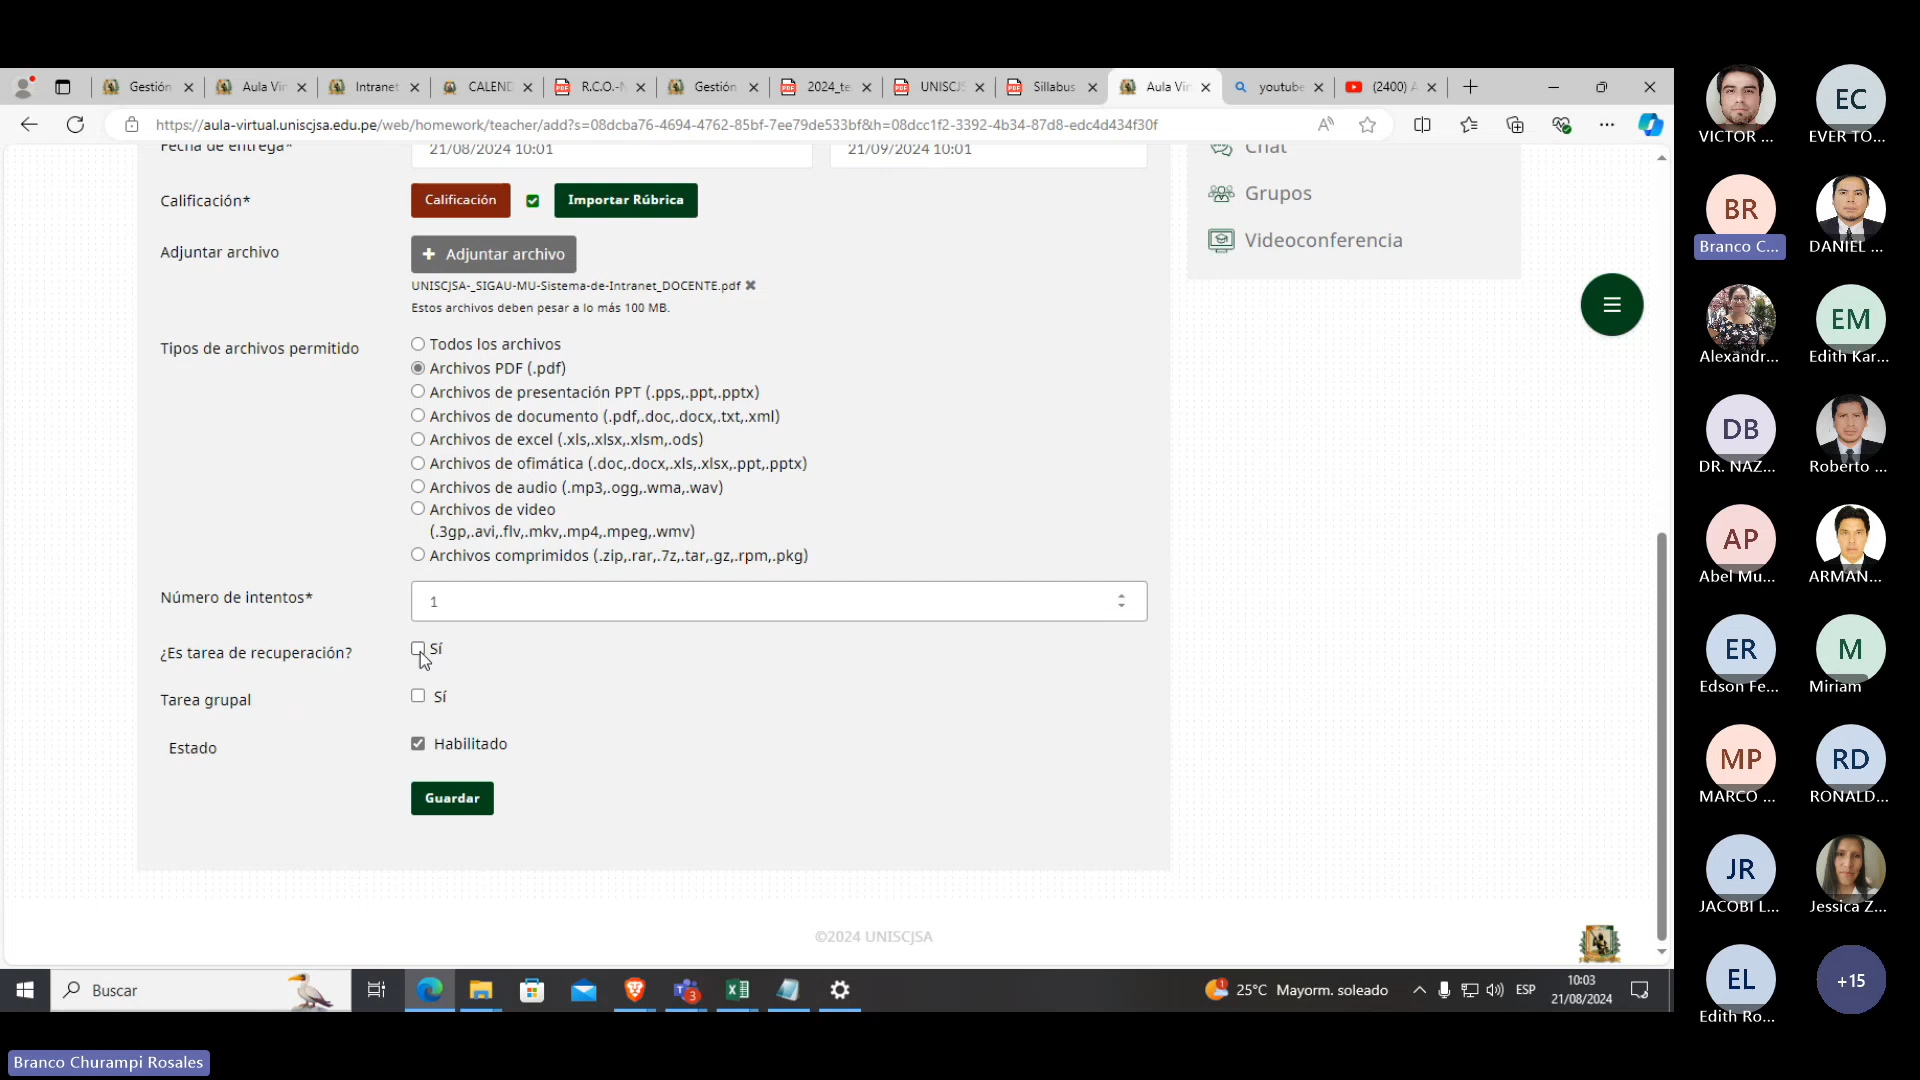 Gestión
Aula Vir
Intranet
CALEND
R.C.O.-N
Gestión
2024_te
UNISCJS
Sillabus
Aula Vir
youtube
(2400) A
https://aula-virtual.uniscjsa.edu.pe/web/homework/teacher/add?s=08dcba76-4694-4762-85bf-7ee79de533bf&h=08dcc1f2-3392-4b34-87d8-edc4d434f30f
Fecha de entrega*
21/08/2024 10:01
21/09/2024 10:01
Calificación*
Calificación
Importar Rúbrica
Adjuntar archivo
Adjuntar archivo
UNISCJSA-_SIGAU-MU-Sistema-de-Intranet_DOCENTE.pdf
Estos archivos deben pesar a lo más 100 MB.
Tipos de archivos permitido
Todos los archivos
Archivos PDF (.pdf)
Archivos de presentación PPT (.pps,.ppt,.pptx)
Archivos de documento (.pdf,.doc,.docx,.txt,.xml)
Archivos de excel (.xls,.xlsx,.xlsm,.ods)
Archivos de ofimática (.doc,.docx,.xls,.xlsx,.ppt,.pptx)
Archivos de audio (.mp3,.ogg,.wma,.wav)
Archivos de video
(.3gp,.avi,.flv,.mkv,.mp4,.mpeg,.wmv)
Archivos comprimidos (.zip,.rar,.7z,.tar,.gz,.rpm,.pkg)
Número de intentos*
1
¿Es tarea de recuperación?
Sí
Tarea grupal
Sí
Estado
Habilitado
Guardar
Chat
Grupos
Videoconferencia
©2024 UNISCJSA
Buscar
3
1
25°C Mayorm. soleado
ESP
10:03
21/08/2024
VICTOR ...
EC
EVER TO...
BR
Branco C...
DANIEL ...
Alexandr...
EM
Edith Kar...
DB
DR. NAZ...
Roberto ...
AP
Abel Mu...
ARMAN...
ER
Edson Fe...
M
Miriam
MP
MARCO ...
RD
RONALD...
JR
JACOBI L...
Jessica Z...
EL
Edith Ro...
+15
Branco Churampi Rosales